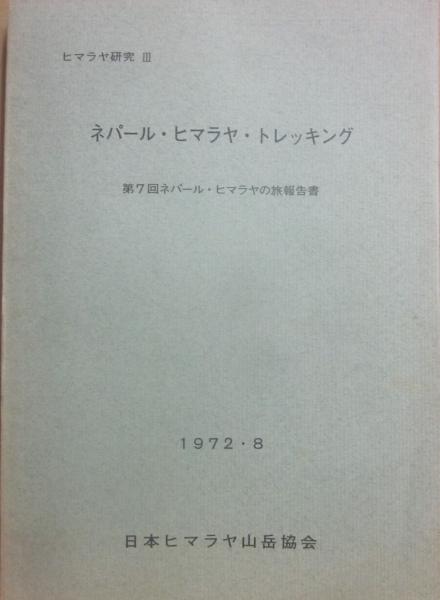 ヒマラヤ研究 Ⅲ
ネパール・ヒマラヤ・トレッキング
第7回ネパール・ヒマラヤの旅報告書
1972・8
日本ヒマラヤ山岳協会